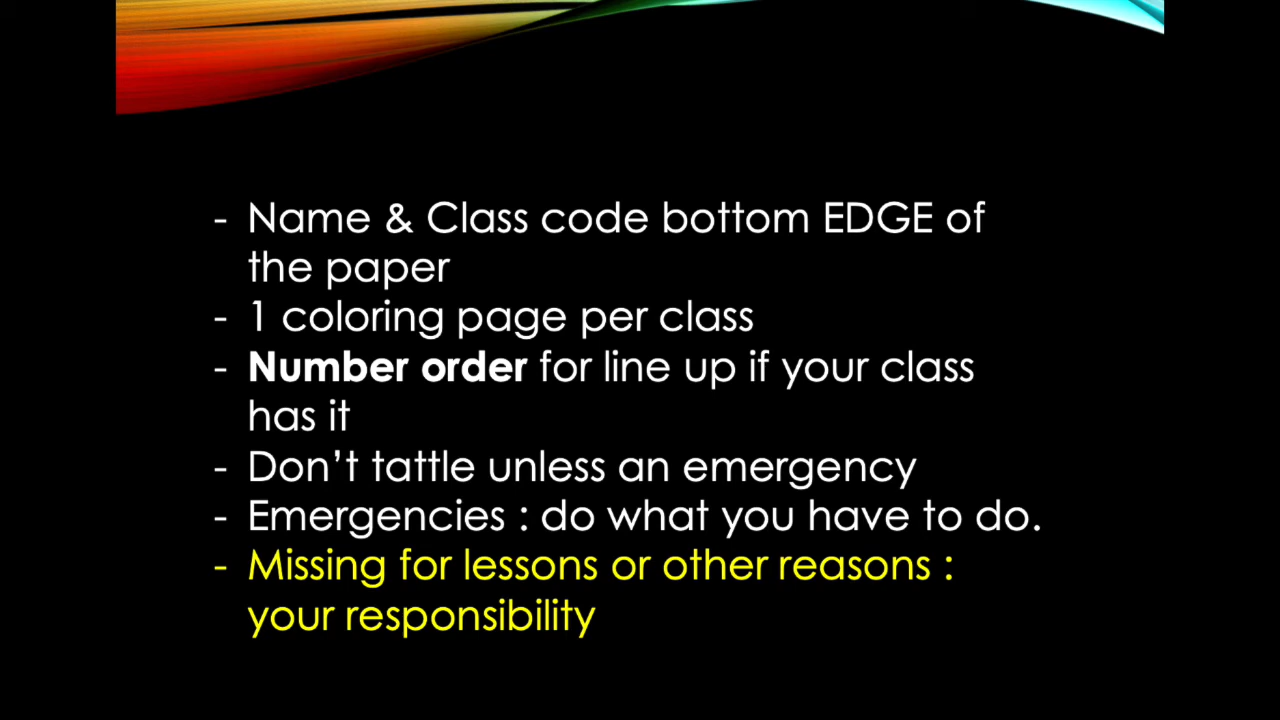 - Name & Class code bottom EDGE of
the paper
- 1 coloring page per class
- Number order for line up if your class
has it
- Don’t tattle unless an emergency
- Emergencies : do what you have to do.
- Missing for lessons or other reasons :
your responsibility